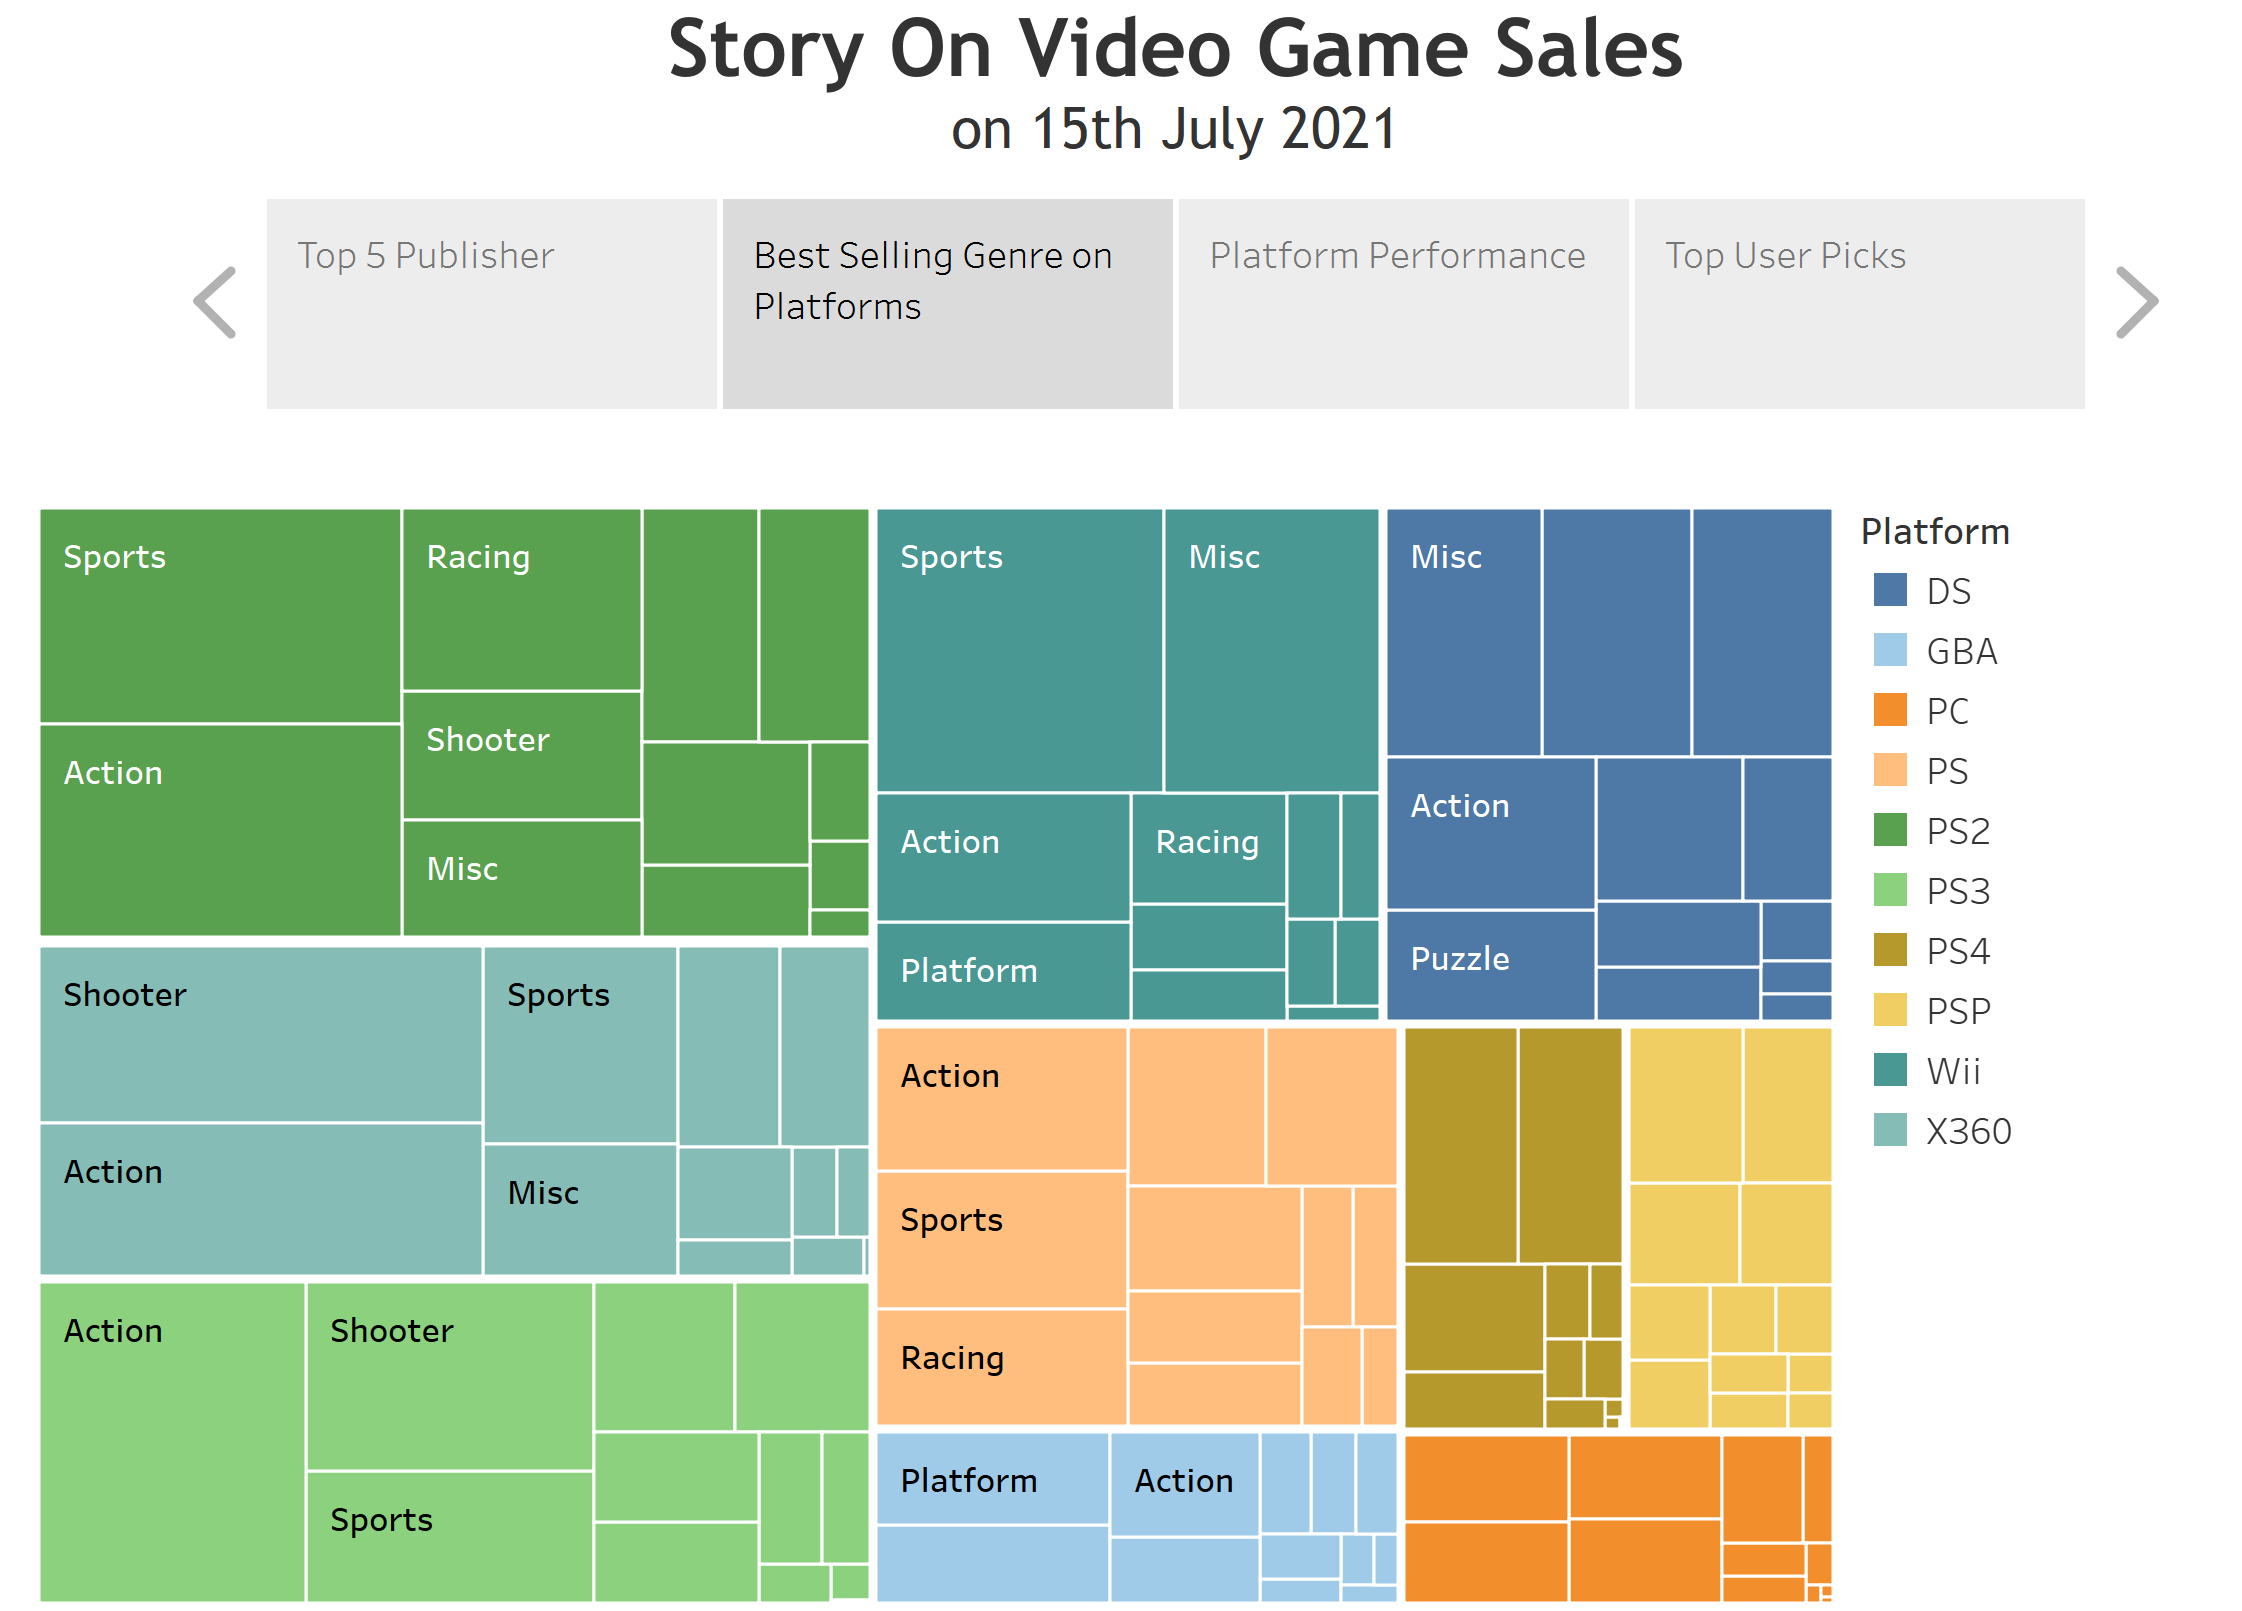 Story On Video Game Sales
on 15th July 2021
Top 5 Publisher
Best Selling Genre on
Platforms
Platform Performance
Top User Picks
Sports
Racing
Shooter
Action
Misc
Sports
Misc
Action
Racing
Platform
Misc
Action
Puzzle
Shooter
Sports
Action
Misc
Action
Shooter
Sports
Action
Sports
Racing
Platform
Action
Platform
DS
GBA
PC
PS
PS2
PS3
PS4
PSP
Wii
X360